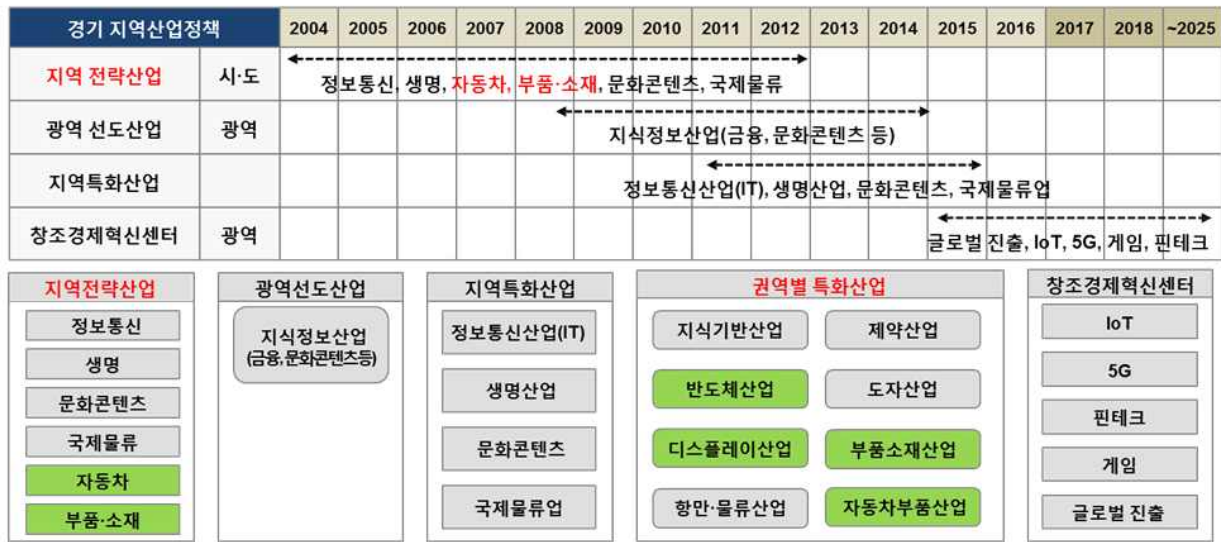 경기 지역산업정책 2004 2005 2006 2007 2008 2009 2010 2011 2012 2013 2014 2015 2016 2017 2018 ~2025
지역 전략산업 시·도
정보통신, 생명, 자동차, 부품·소재, 문화콘텐츠, 국제물류
광역 선도산업 광역
지식정보산업(금융, 문화콘텐츠 등)
지역특화산업
정보통신산업(IT), 생명산업, 문화콘텐츠, 국제물류업
창조경제혁신센터 광역
글로벌 진출, IoT, 5G, 게임, 핀테크
지역전략산업
정보통신
생명
문화콘텐츠
국제물류
자동차
부품·소재
광역선도산업
지식정보산업
(금융,문화콘텐츠등)
지역특화산업
정보통신산업(IT)
생명산업
문화콘텐츠
국제물류업
권역별 특화산업
지식기반산업 제약산업
반도체산업 도자산업
디스플레이산업 부품소재산업
항만·물류산업 자동차부품산업
창조경제혁신센터
IoT
5G
핀테크
게임
글로벌 진출